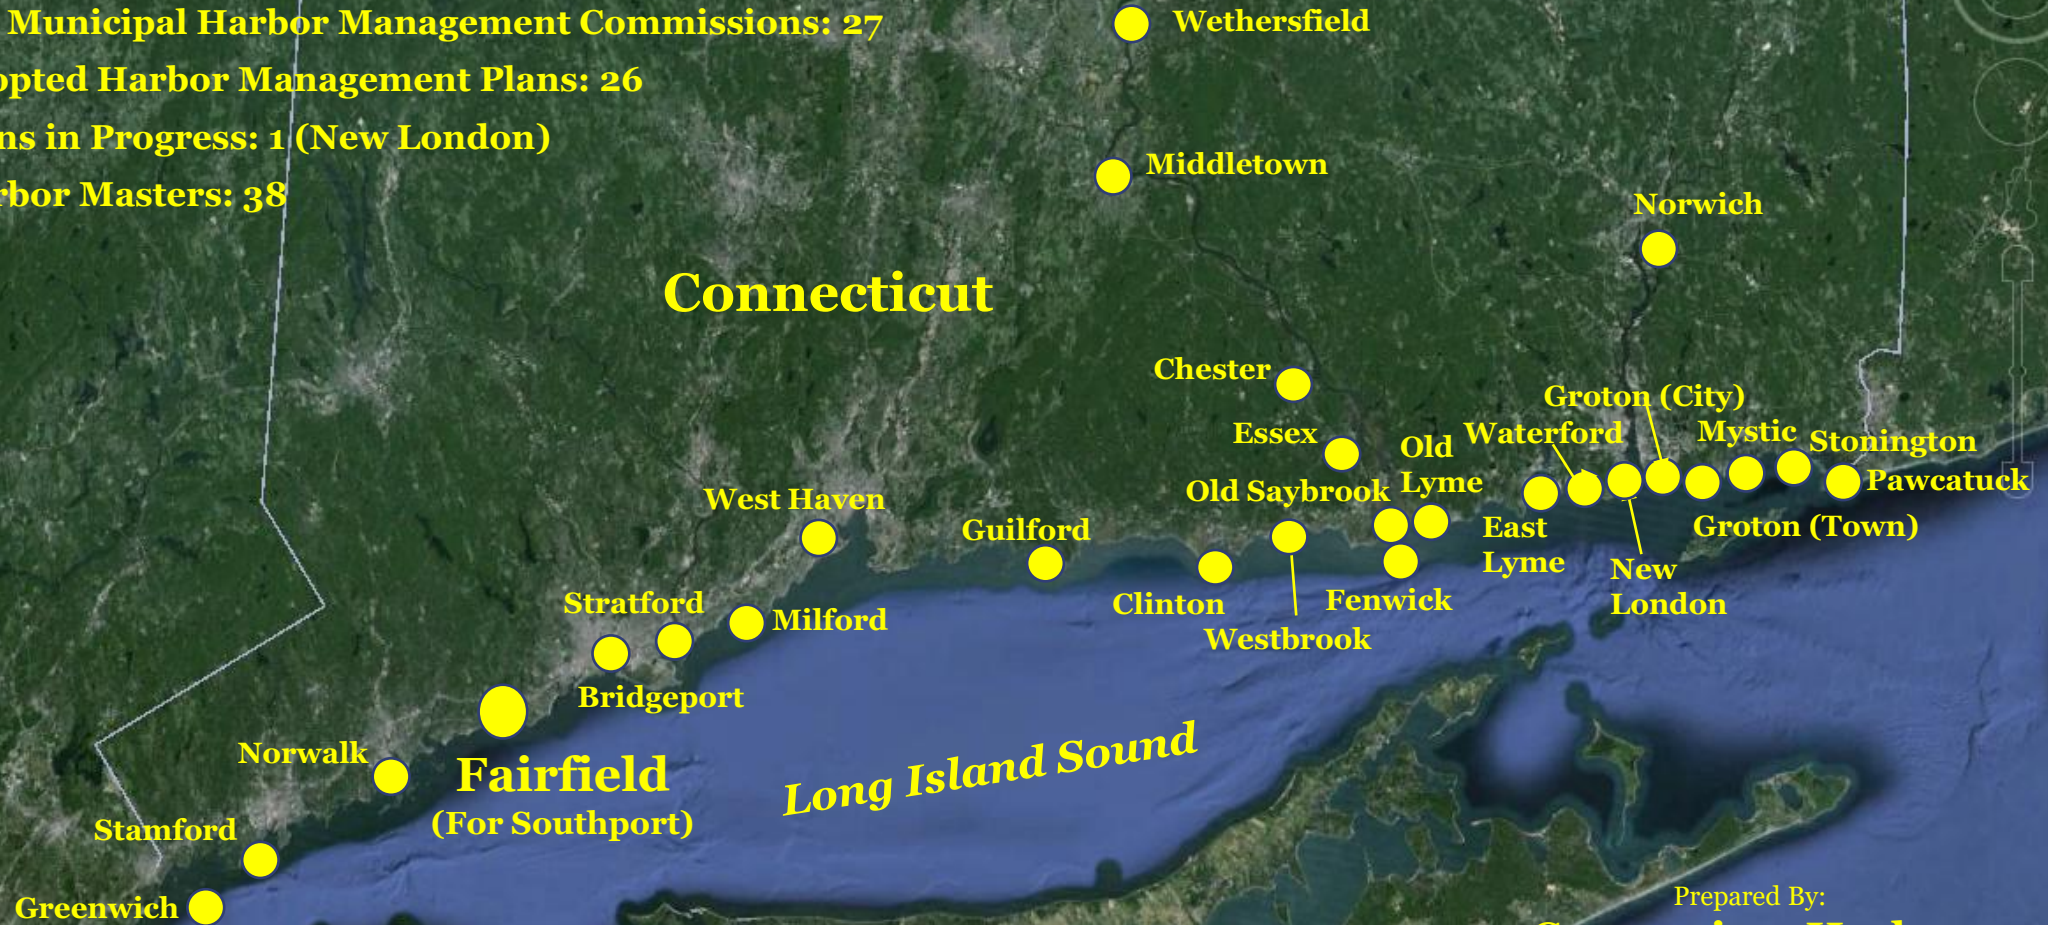 Municipal Harbor Management Commissions: 27
Harbor Management Plans: 26
in Progress: 1 (New London)
Masters: 38
Wethersfield
Middletown
Norwich
Connecticut
Chester
Groton (City)
Essex
Old
Lyme
Waterford
Mystic
Stonington
Pawcatuck
West Haven
Old Saybrook
Guilford
East
Lyme
Groton (Town)
New
London
Stratford
Milford
Clinton
Fenwick
Westbrook
Bridgeport
Norwalk
Fairfield
(For Southport)
Long Island Sound
Stamford
Greenwich
Prepared By: